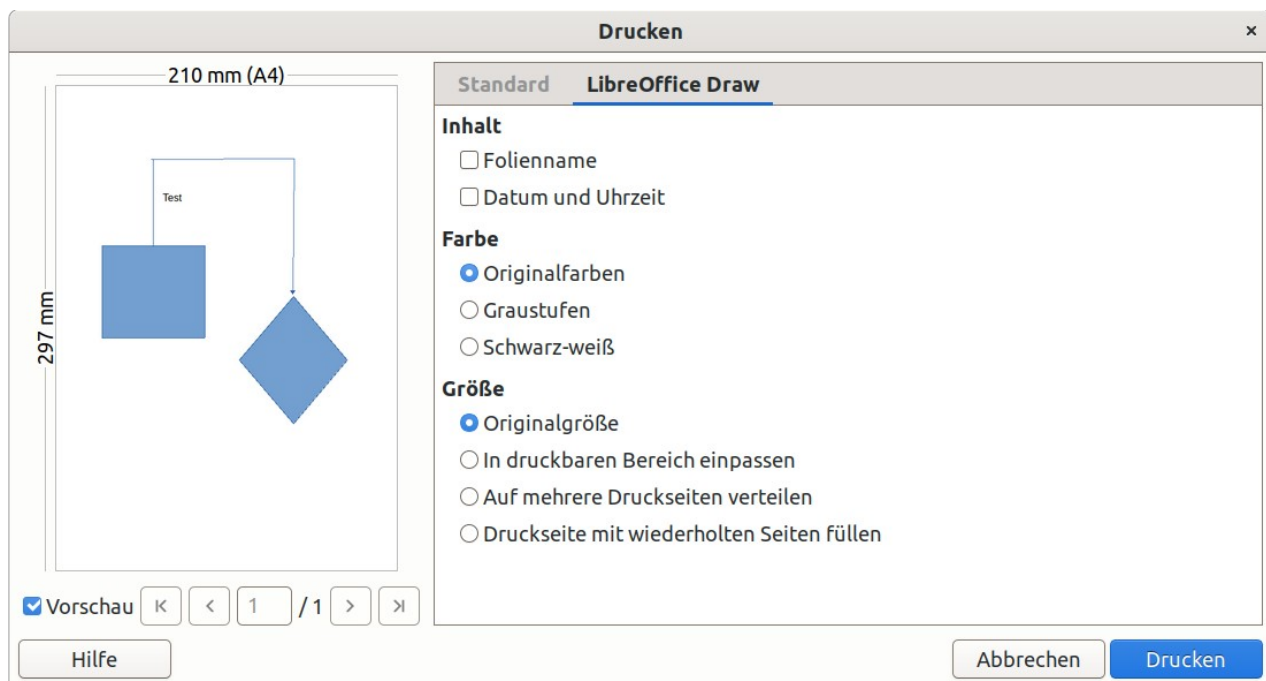 Drucken
210 mm (A4)
297 mm
Test
Vorschau 1 / 1
Standard LibreOffice Draw
Inhalt
Folienname
Datum und Uhrzeit
Farbe
Originalfarben
Graustufen
Schwarz-weiß
Größe
Originalgröße
In druckbaren Bereich einpassen
Auf mehrere Druckseiten verteilen
Druckseite mit wiederholten Seiten füllen
Hilfe Abbrechen Drucken